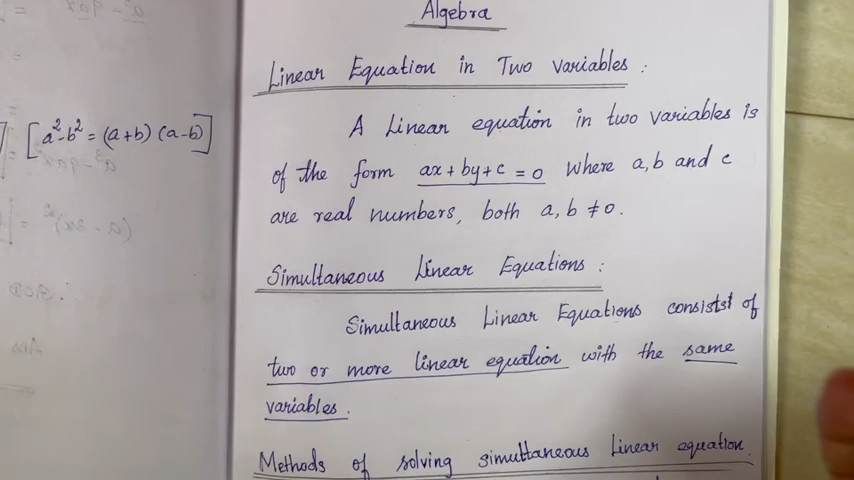 [a²-b² = (a+b) (a-b)]
Algebra
Linear Equation in Two variables :
A Linear equation in two variables is
of the form ax + by + c = 0 where a, b and c
are real numbers, both a, b ≠ 0.
Simultaneous Linear Equations :
Simultaneous Linear Equations consists of
two or more linear equation with the same
variables.
Methods of solving simultaneous Linear equation.